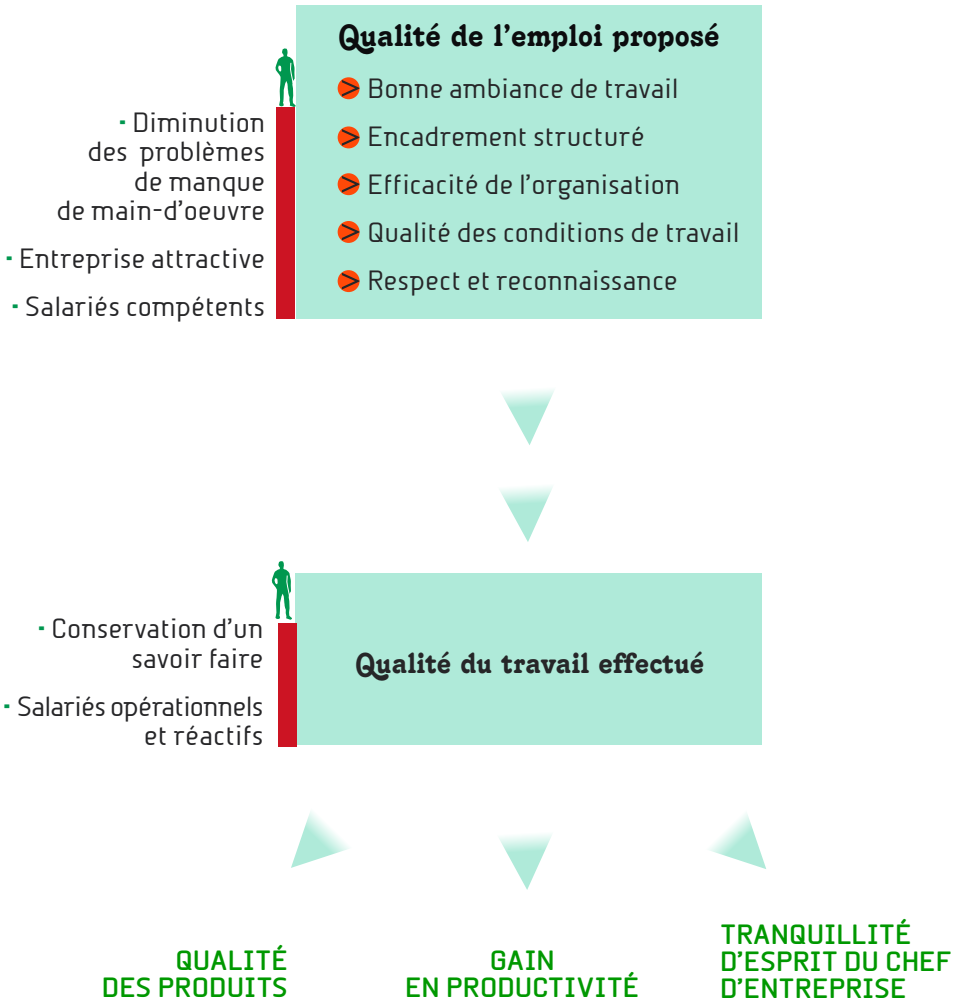 Qualité de l'emploi proposé
> Bonne ambiance de travail
> Encadrement structuré
> Efficacité de l'organisation
> Qualité des conditions de travail
> Respect et reconnaissance
- Diminution
des problèmes
de manque
de main-d'oeuvre
- Entreprise attractive
- Salariés compétents
Qualité du travail effectué
- Conservation d'un
savoir faire
- Salariés opérationnels
et réactifs
QUALITÉ
DES PRODUITS
GAIN
EN PRODUCTIVITÉ
TRANQUILLITÉ
D'ESPRIT DU CHEF
D'ENTREPRISE